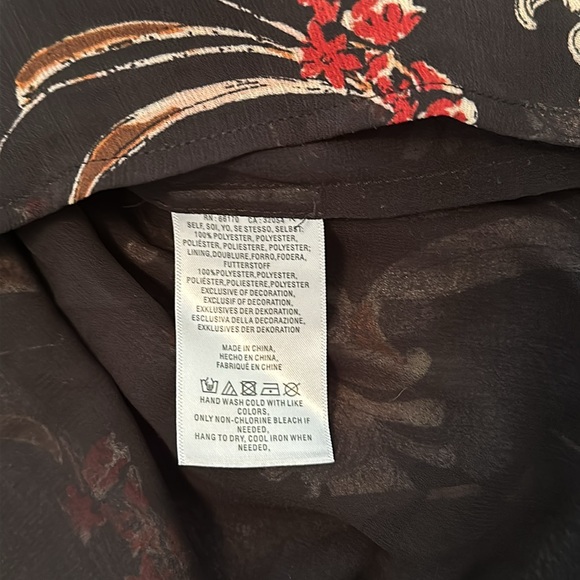 RN: 88170 CA: 32054
SELF, SOI, YO, SE STESSO, SELBST:
100% POLYESTER, POLYESTER,
POLIÉSTER, POLIESTERE, POLYESTER;
LINING,DOUBLURE,FORRO,FODERA,
FUTTERSTOFF
100%POLYESTER,POLYESTER,
POLIÉSTER,POLIESTERE,POLYESTER
EXCLUSIVE OF DECORATION,
EXCLUSIF OF DECORATION,
EXKLUSIVES DER DEKORATION,
ESCLUSIVA DELLA DECORAZIONE,
EXKLUSIVES DER DEKORATION
MADE IN CHINA,
HECHO EN CHINA,
FABRIQUÉ EN CHINE
HAND WASH COLD WITH LIKE
COLORS,
ONLY NON-CHLORINE BLEACH IF
NEEDED,
HANG TO DRY, COOL IRON WHEN
NEEDED,